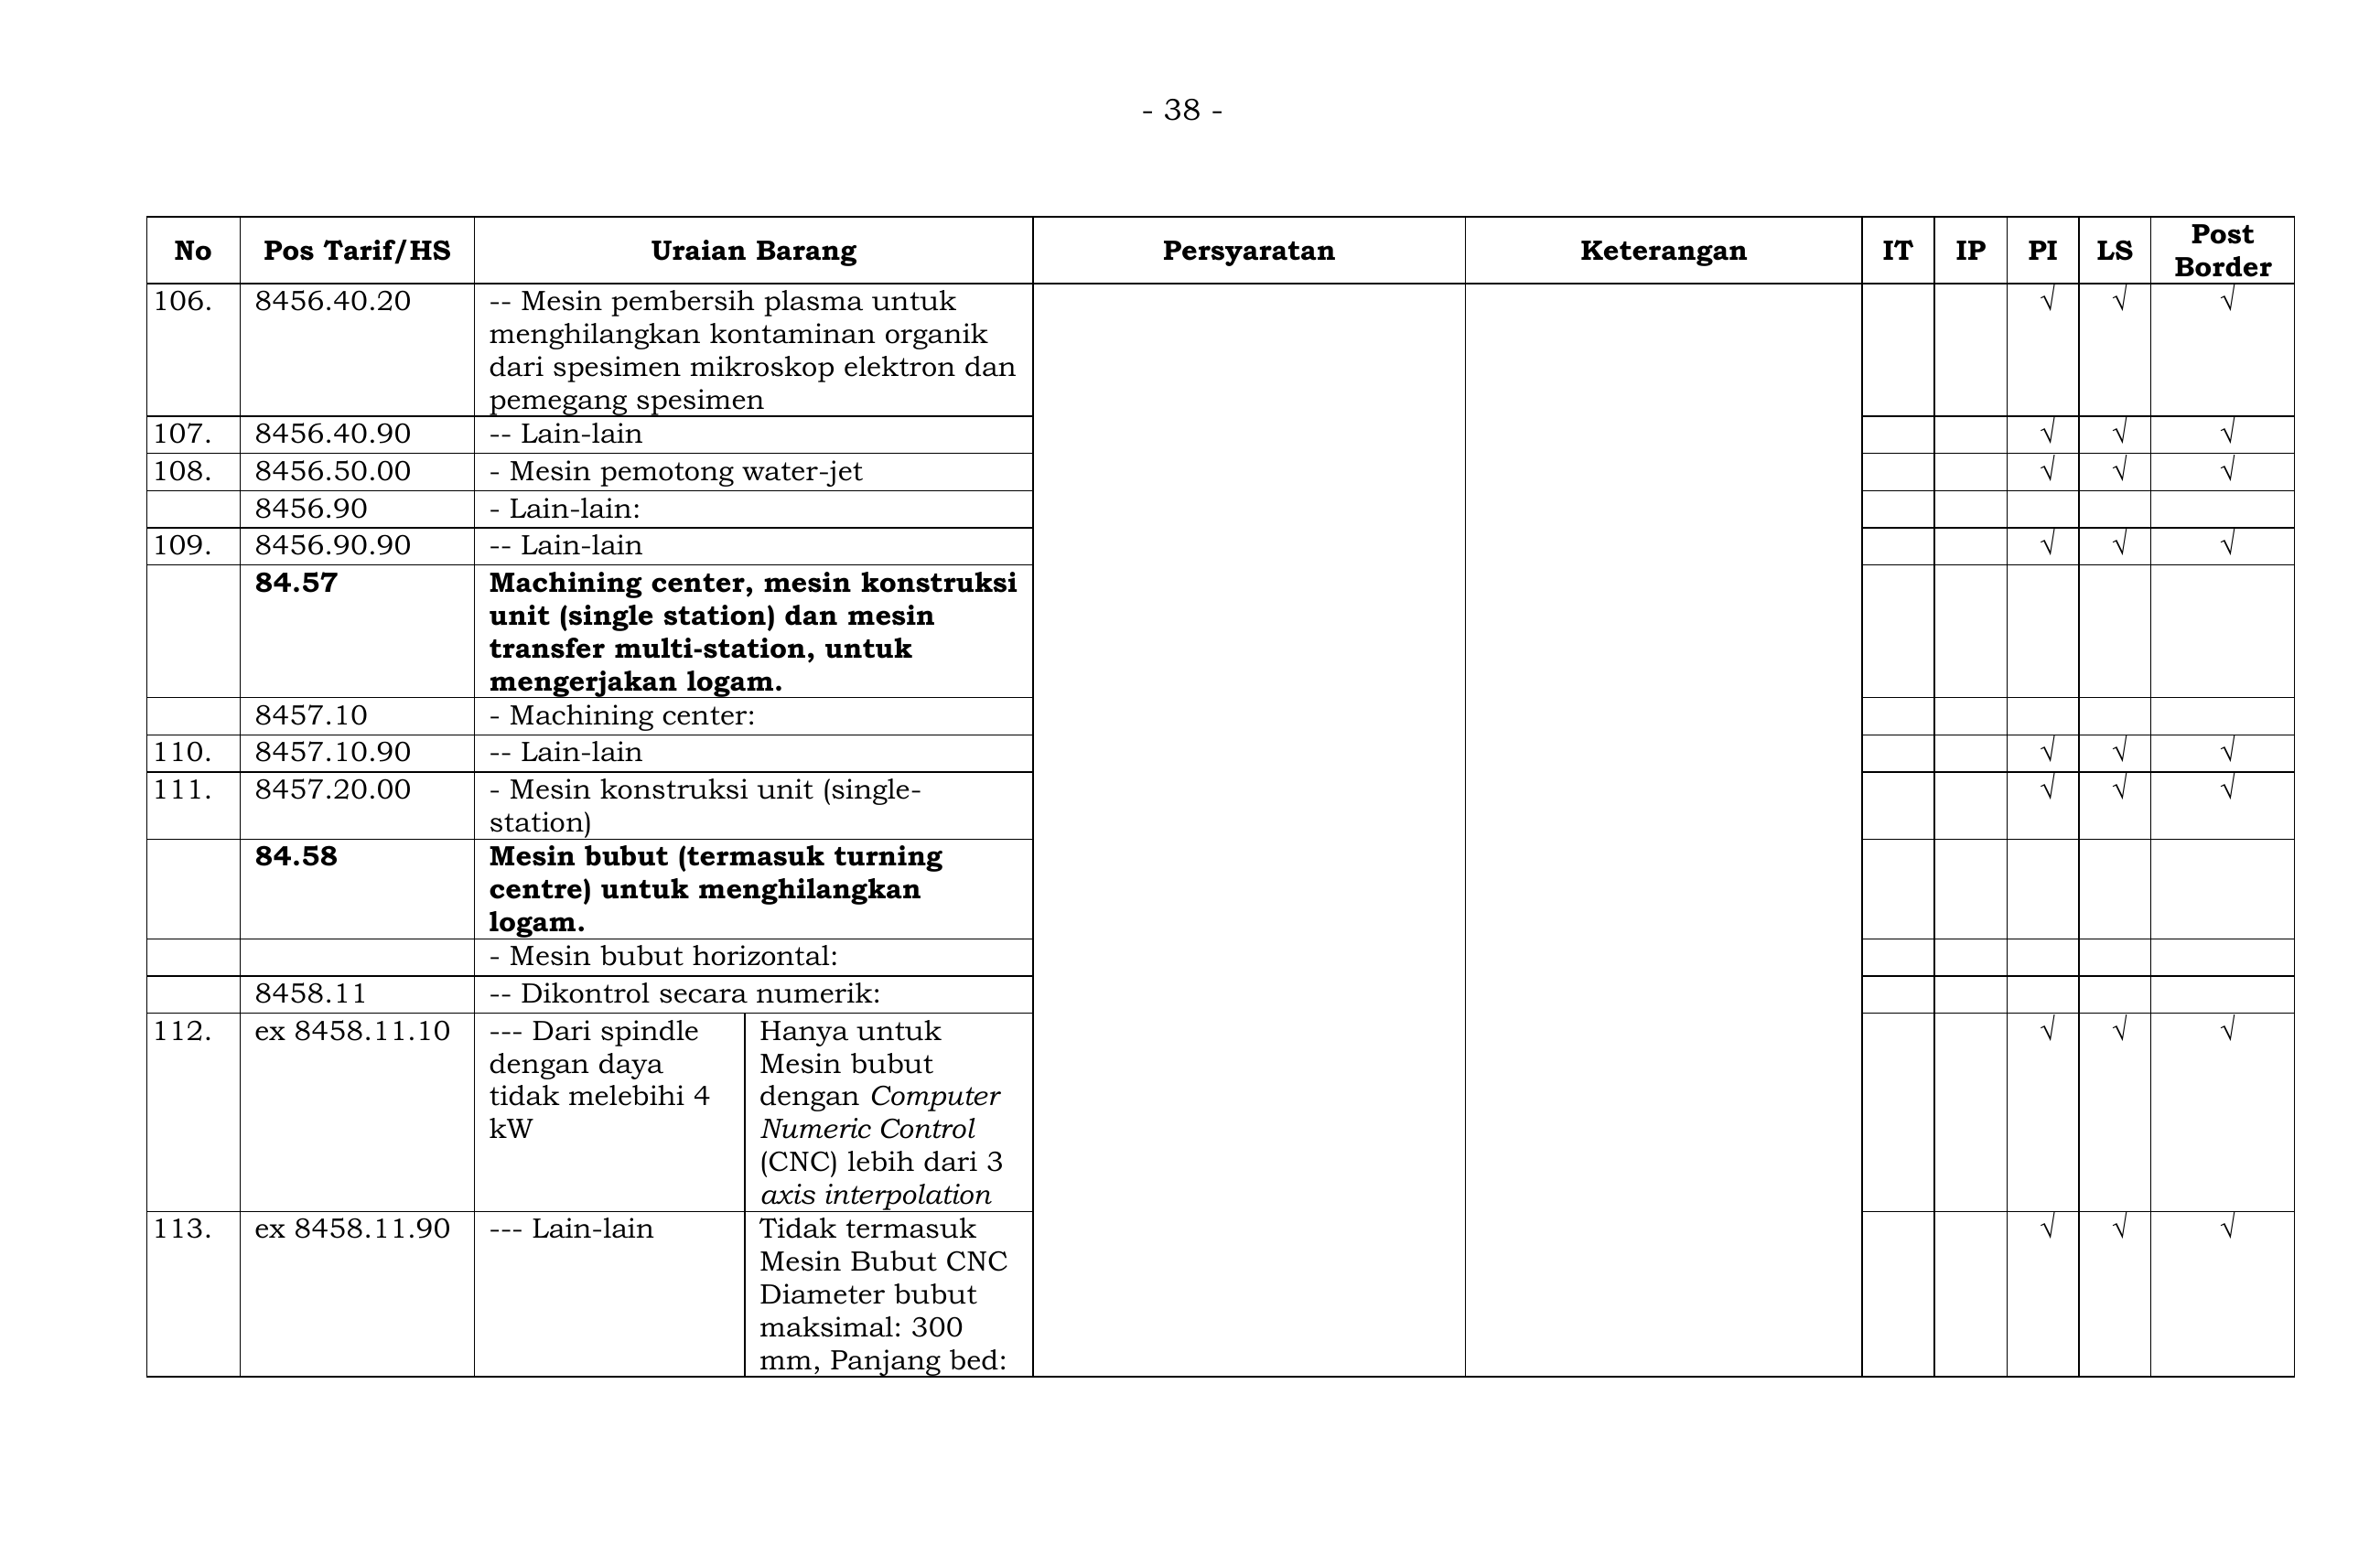 - 38 -
No Pos Tarif/HS Uraian Barang Persyaratan Keterangan IT IP PI LS Post Border
106. 8456.40.20 -- Mesin pembersih plasma untuk √ √ √
menghilangkan kontaminan organik
dari spesimen mikroskop elektron dan
pemegang spesimen
107. 8456.40.90 -- Lain-lain √ √ √
108. 8456.50.00 - Mesin pemotong water-jet √ √ √
8456.90 - Lain-lain:
109. 8456.90.90 -- Lain-lain √ √ √
84.57 Machining center, mesin konstruksi
unit (single station) dan mesin
transfer multi-station, untuk
mengerjakan logam.
8457.10 - Machining center:
110. 8457.10.90 -- Lain-lain √ √ √
111. 8457.20.00 - Mesin konstruksi unit (single- √ √ √
station)
84.58 Mesin bubut (termasuk turning
centre) untuk menghilangkan
logam.
- Mesin bubut horizontal:
8458.11 -- Dikontrol secara numerik:
112. ex 8458.11.10 --- Dari spindle Hanya untuk √ √ √
dengan daya Mesin bubut
tidak melebihi 4 dengan Computer
kW Numeric Control
(CNC) lebih dari 3
axis interpolation
113. ex 8458.11.90 --- Lain-lain Tidak termasuk √ √ √
Mesin Bubut CNC
Diameter bubut
maksimal: 300
mm, Panjang bed: